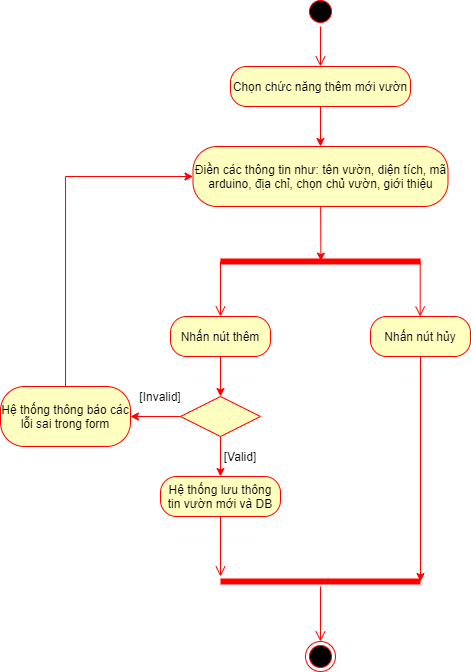 Chọn chức năng thêm mới vườn
Điền các thông tin như: tên vườn, diện tích, mã
arduino, địa chỉ, chọn chủ vườn, giới thiệu
Nhấn nút thêm
Nhấn nút hủy
[Invalid]
Hệ thống thông báo các
lỗi sai trong form
[Valid]
Hệ thống lưu thông
tin vườn mới và DB